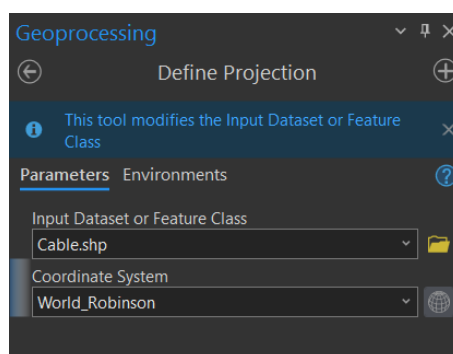 Geoprocessing
Define Projection
This tool modifies the Input Dataset or Feature
Class
Parameters Environments
Input Dataset or Feature Class
Cable.shp
Coordinate System
World_Robinson